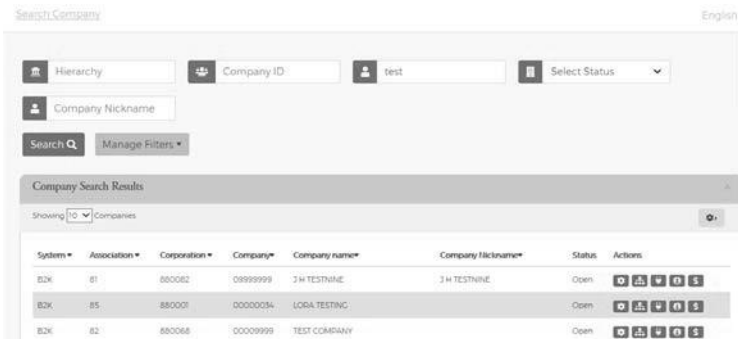 Search Company English
Hierarchy Company ID test Select Status
Company Nickname
Search Manage Filters
Company Search Results
Showing 10 Companies
System Association Corporation Company Company name Company Nickname Status Actions
B2K 81 880082 09999999 J H TESTNINE J H TESTNINE Open
B2K 85 880001 00000034 LORA TESTING Open
B2K 82 880068 00009999 TEST COMPANY Open